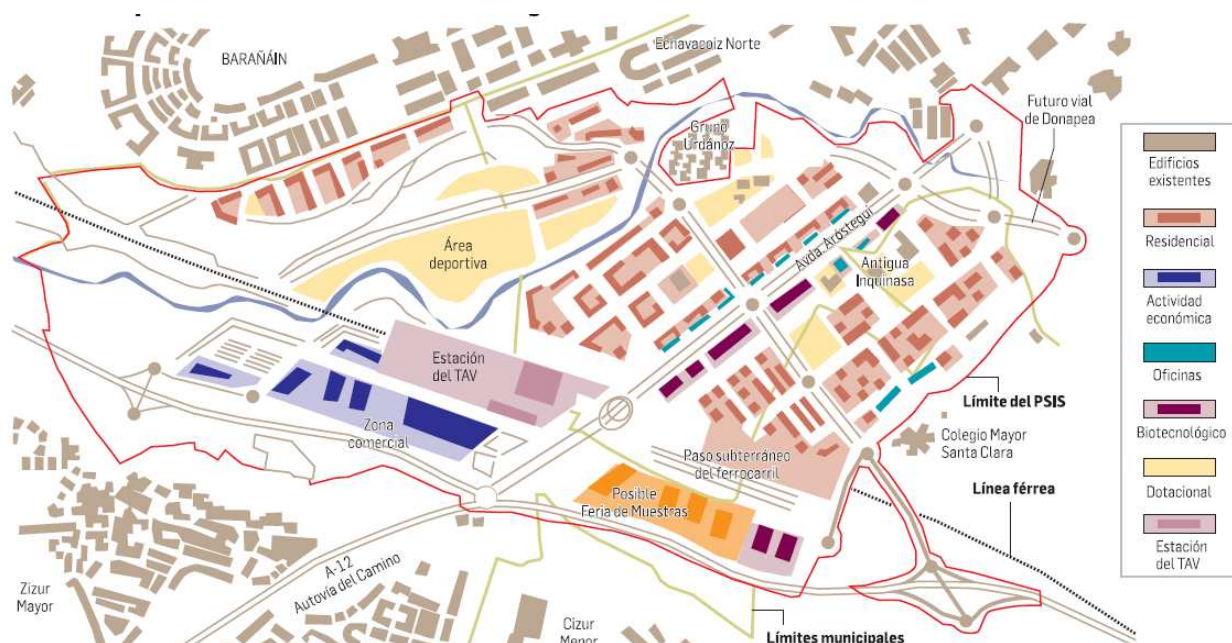 BARAÑÁIN
Echavacoiz Norte
Futuro vial
de Donapea
Grupo
Urdánoz
Avda. Aróstegui
Área
deportiva
Antigua
Inquinasa
Estación
del TAV
Zona
comercial
Límite del PSIS
Colegio Mayor
Santa Clara
Paso subterráneo
del ferrocarril
Línea férrea
Posible
Feria de Muestras
A-12
Autovía del Camino
Zizur
Mayor
Cizur
Menor
Límites municipales
Edificios
existentes
Residencial
Actividad
económica
Oficinas
Biotecnológico
Dotacional
Estación
del TAV